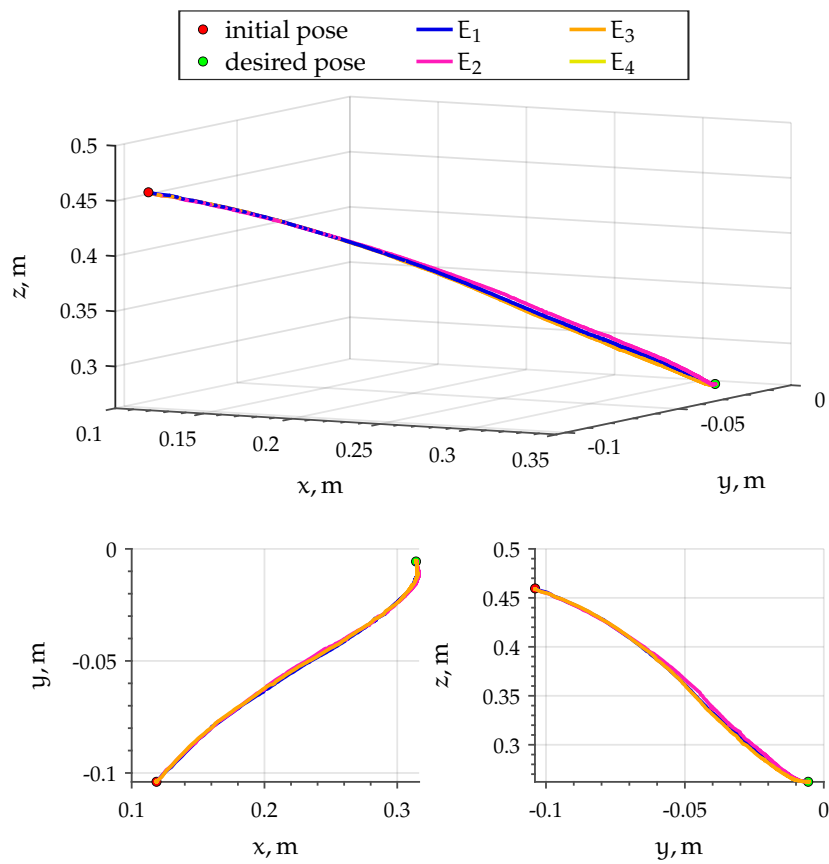 initial pose E₁ E₃
desired pose E₂ E₄
0.5
0.45
0.4
0.35
0.3
z, m
0.1 0.15 0.2 0.25 0.3 0.35
x, m
-0.1 -0.05 0
y, m
0
-0.05
-0.1
y, m
0.1 0.2 0.3
x, m
0.5
0.45
0.4
0.35
0.3
z, m
-0.1 -0.05 0
y, m